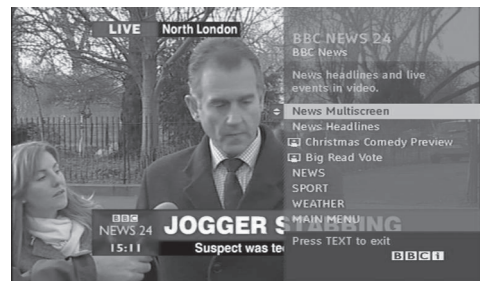 LIVE North London
BBC NEWS 24
BBC News
News headlines and live
events in video.
News Multiscreen
News Headlines
Christmas Comedy Preview
Big Read Vote
NEWS
SPORT
WEATHER
MAIN MENU
Press TEXT to exit
BBCi
BBC
NEWS 24
15:11
JOGGER STABBING
Suspect was